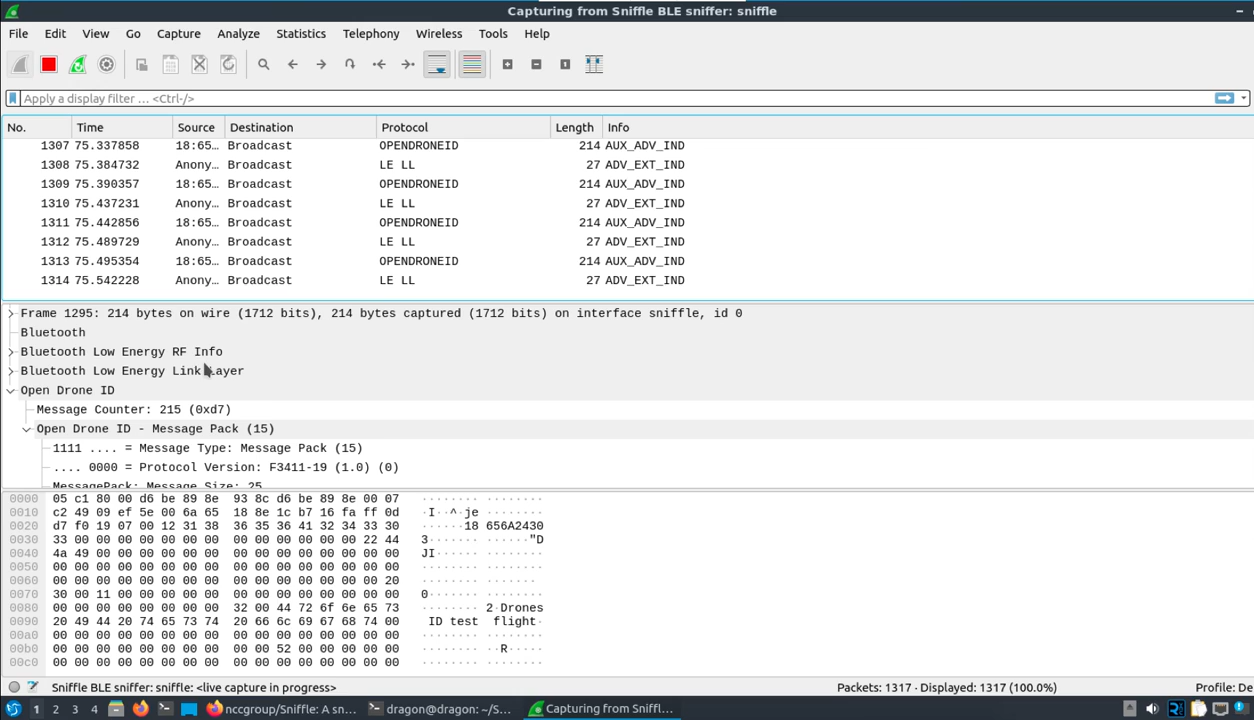 Capturing from Sniffle BLE sniffer: sniffle
File Edit View Go Capture Analyze Statistics Telephony Wireless Tools Help
Apply a display filter … <Ctrl-/>
No. Time Source Destination Protocol Length Info
1307 75.337858 18:65… Broadcast OPENDRONEID 214 AUX_ADV_IND
1308 75.384732 Anony… Broadcast LE LL 27 ADV_EXT_IND
1309 75.390357 18:65… Broadcast OPENDRONEID 214 AUX_ADV_IND
1310 75.437231 Anony… Broadcast LE LL 27 ADV_EXT_IND
1311 75.442856 18:65… Broadcast OPENDRONEID 214 AUX_ADV_IND
1312 75.489729 Anony… Broadcast LE LL 27 ADV_EXT_IND
1313 75.495354 18:65… Broadcast OPENDRONEID 214 AUX_ADV_IND
1314 75.542228 Anony… Broadcast LE LL 27 ADV_EXT_IND
Frame 1295: 214 bytes on wire (1712 bits), 214 bytes captured (1712 bits) on interface sniffle, id 0
Bluetooth
Bluetooth Low Energy RF Info
Bluetooth Low Energy Link Layer
Open Drone ID
Message Counter: 215 (0xd7)
Open Drone ID - Message Pack (15)
1111 .... = Message Type: Message Pack (15)
.... 0000 = Protocol Version: F3411-19 (1.0) (0)
MessagePack: Message Size: 25
0000 05 c1 80 00 d6 be 89 8e 93 8c d6 be 89 8e 00 07 ········ ········
0010 c2 49 09 ef 5e 00 6a 65 18 8e 1c b7 16 fa ff 0d ·I··^·je ········
0020 d7 f0 19 07 00 12 31 38 36 35 36 41 32 34 33 30 ······18 656A2430
0030 33 00 00 00 00 00 00 00 00 00 00 00 00 00 22 44 3······· ······"D
0040 4a 49 00 00 00 00 00 00 00 00 00 00 00 00 00 00 JI······ ········
0050 00 00 00 00 00 00 00 00 00 00 00 00 00 00 00 00 ········ ········
0060 00 00 00 00 00 00 00 00 00 00 00 00 00 00 00 20 ········ ·······
0070 30 00 11 00 00 00 00 00 00 00 00 00 00 00 00 00 0······· ········
0080 00 00 00 00 00 00 00 00 32 00 44 72 6f 6e 65 73 ········ 2·Drones
0090 20 49 44 20 74 65 73 74 20 66 6c 69 67 68 74 00 ID test flight·
00a0 00 00 00 00 00 00 00 00 00 00 00 00 00 00 00 00 ········ ········
00b0 00 00 00 00 00 00 00 00 00 00 52 00 00 00 00 00 ········ ··R·····
00c0 00 00 00 00 00 00 00 00 00 00 00 00 00 00 00 00 ········ ········
Sniffle BLE sniffer: sniffle: <live capture in progress> Packets: 1317 · Displayed: 1317 (100.0%) Profile: De
1 2 3 4 nccgroup/Sniffle: A sn… dragon@dragon: ~/S… Capturing from Sniffl…